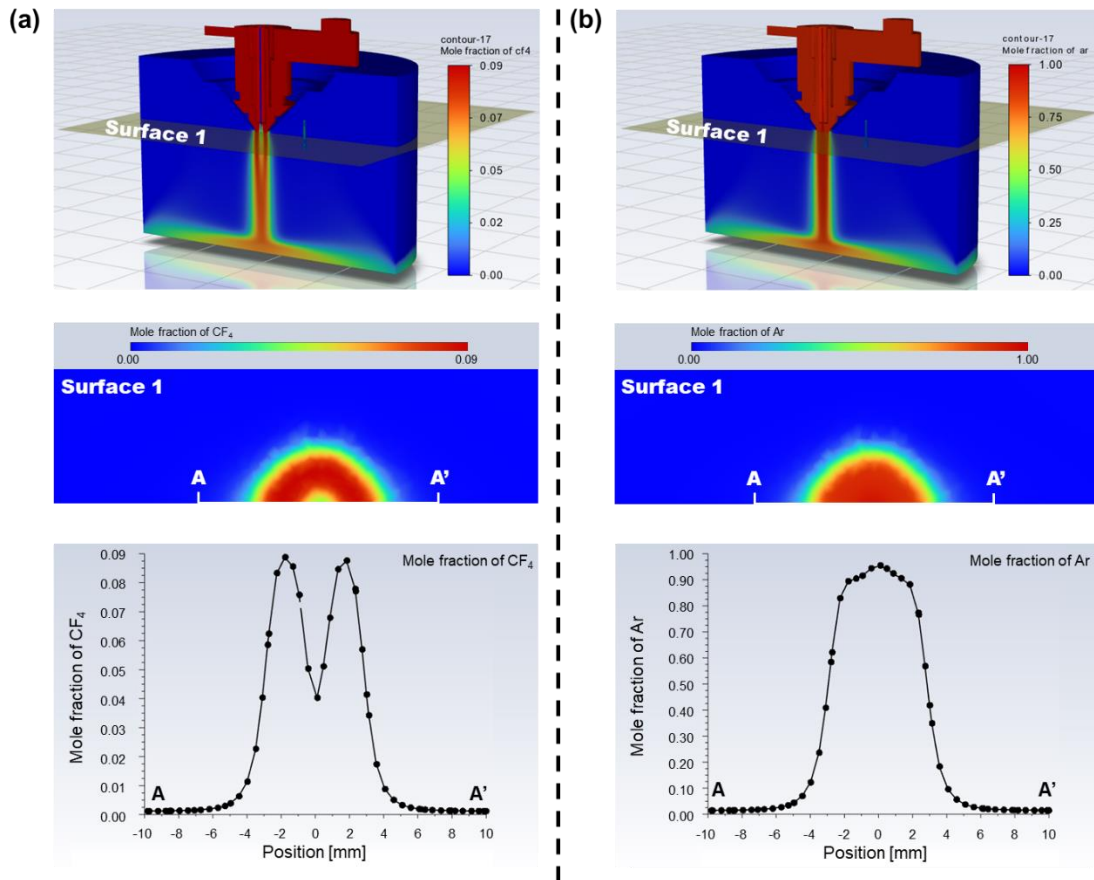 (a)
contour-17
Mole fraction of cf4
0.09
0.07
0.05
0.02
0.00
Surface 1
Mole fraction of CF₄
0.00 0.09
Surface 1
A A'
Mole fraction of CF₄
Mole fraction of CF₄
0.09
0.08
0.07
0.06
0.05
0.04
0.03
0.02
0.01
0.00
A A'
-10 -8 -6 -4 -2 0 2 4 6 8 10
Position [mm]
(b)
contour-17
Mole fraction of ar
1.00
0.75
0.50
0.25
0.00
Surface 1
Mole fraction of Ar
0.00 1.00
Surface 1
A A'
Mole fraction of Ar
Mole fraction of Ar
1.00
0.90
0.80
0.70
0.60
0.50
0.40
0.30
0.20
0.10
0.00
A A'
-10 -8 -6 -4 -2 0 2 4 6 8 10
Position [mm]